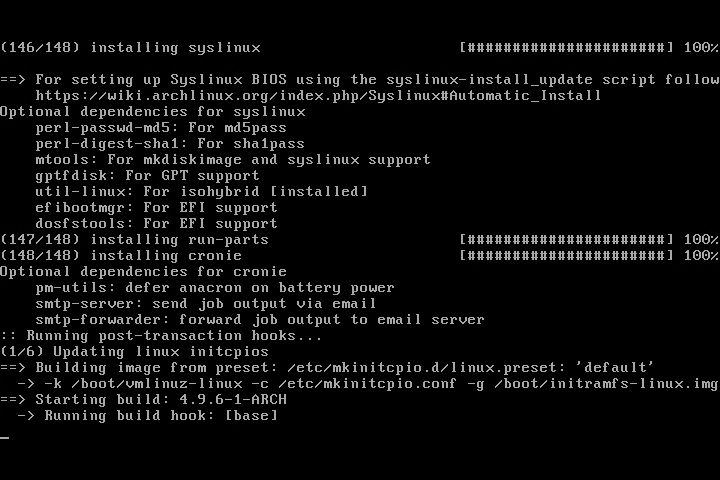 (146/148) installing syslinux [######################] 100%
==> For setting up Syslinux BIOS using the syslinux-install_update script follow
https://wiki.archlinux.org/index.php/Syslinux#Automatic_Install
Optional dependencies for syslinux
perl-passwd-md5: For md5pass
perl-digest-sha1: For sha1pass
mtools: For mkdiskimage and syslinux support
gptfdisk: For GPT support
util-linux: For isohybrid [installed]
efibootmgr: For EFI support
dosfstools: For EFI support
(147/148) installing run-parts [######################] 100%
(148/148) installing cronie [######################] 100%
Optional dependencies for cronie
pm-utils: defer anacron on battery power
smtp-server: send job output via email
smtp-forwarder: forward job output to email server
:: Running post-transaction hooks...
(1/6) Updating linux initcpios
==> Building image from preset: /etc/mkinitcpio.d/linux.preset: 'default'
-> -k /boot/vmlinuz-linux -c /etc/mkinitcpio.conf -g /boot/initramfs-linux.img
==> Starting build: 4.9.6-1-ARCH
-> Running build hook: [base]
_